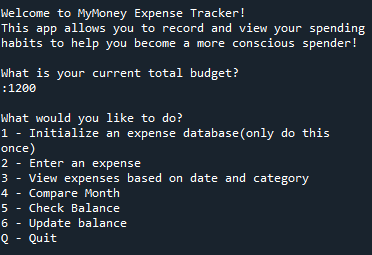 Welcome to MyMoney Expense Tracker!
This app allows you to record and view your spending
habits to help you become a more conscious spender!
What is your current total budget?
:1200
What would you like to do?
1 - Initialize an expense database(only do this
once)
2 - Enter an expense
3 - View expenses based on date and category
4 - Compare Month
5 - Check Balance
6 - Update balance
Q - Quit